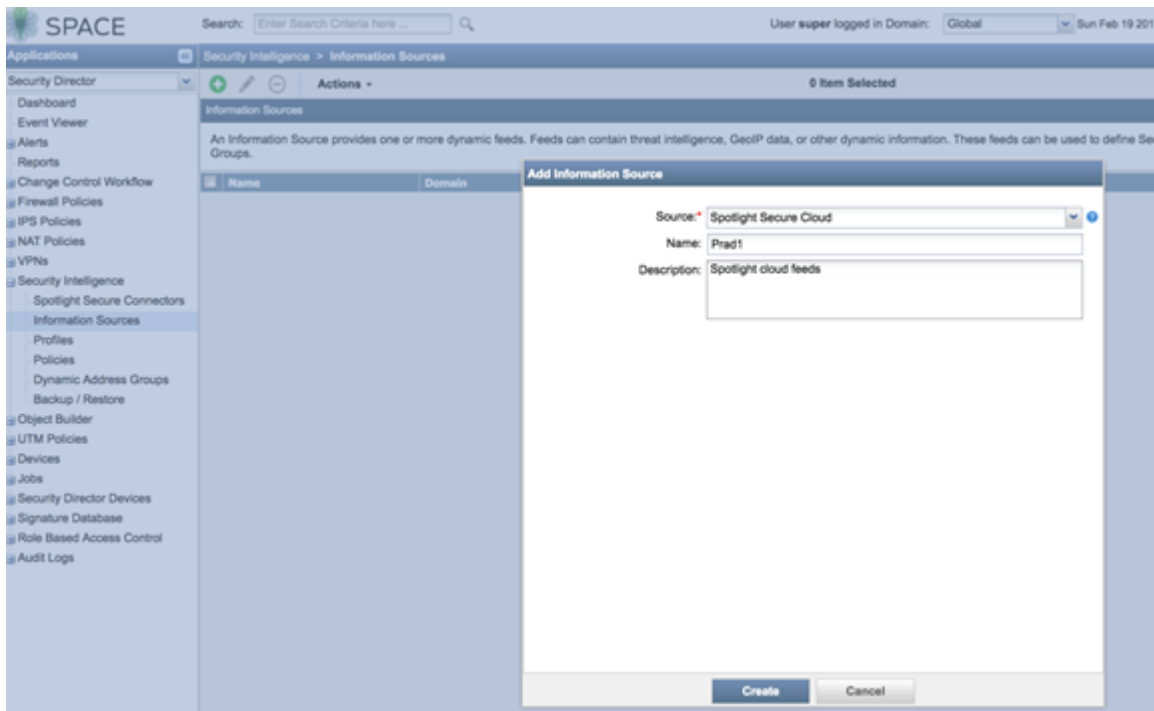 SPACE
Search: Enter Search Criteria here ...
User super logged in Domain: Global Sun Feb 19 201
Applications
Security Intelligence > Information Sources
Security Director
Actions
0 Item Selected
Dashboard
Event Viewer
Alerts
Reports
Change Control Workflow
Firewall Policies
IPS Policies
NAT Policies
VPNs
Security Intelligence
Spotlight Secure Connectors
Information Sources
Profiles
Policies
Dynamic Address Groups
Backup / Restore
Object Builder
UTM Policies
Devices
Jobs
Security Director Devices
Signature Database
Role Based Access Control
Audit Logs
Information Sources
An Information Source provides one or more dynamic feeds. Feeds can contain threat intelligence, GeoIP data, or other dynamic information. These feeds can be used to define Se
Groups.
Name Domain
Add Information Source
Source:* Spotlight Secure Cloud
Name: Prad1
Description: Spotlight cloud feeds
Create Cancel